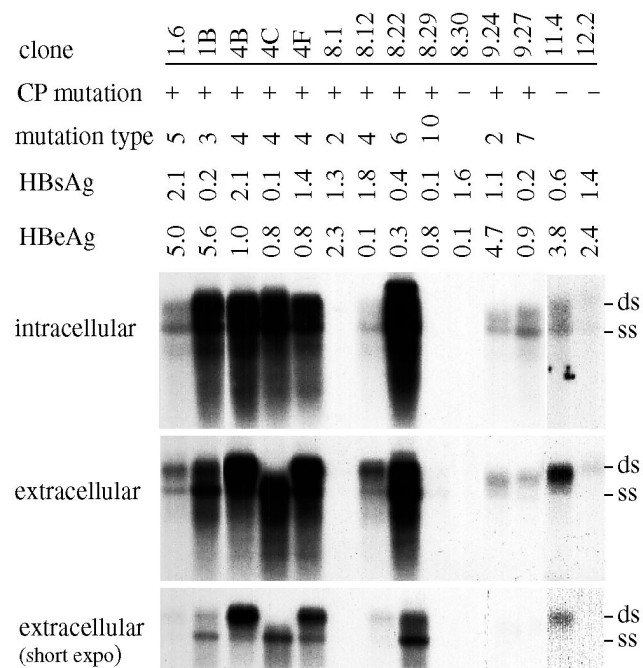 clone 1.6 1B 4B 4C 4F 8.1 8.12 8.22 8.29 8.30 9.24 9.27 11.4 12.2
CP mutation + + + + + + + + + – + + – –
mutation type 5 3 4 4 4 2 4 6 10 2 7
HBsAg 2.1 0.2 2.1 0.1 1.4 1.3 1.8 0.4 0.1 1.6 1.1 0.2 0.6 1.4
HBeAg 5.0 5.6 1.0 0.8 0.8 2.3 0.1 0.3 0.8 0.1 4.7 0.9 3.8 2.4
intracellular
– ds
– ss
extracellular
– ds
– ss
extracellular
(short expo)
– ds
– ss